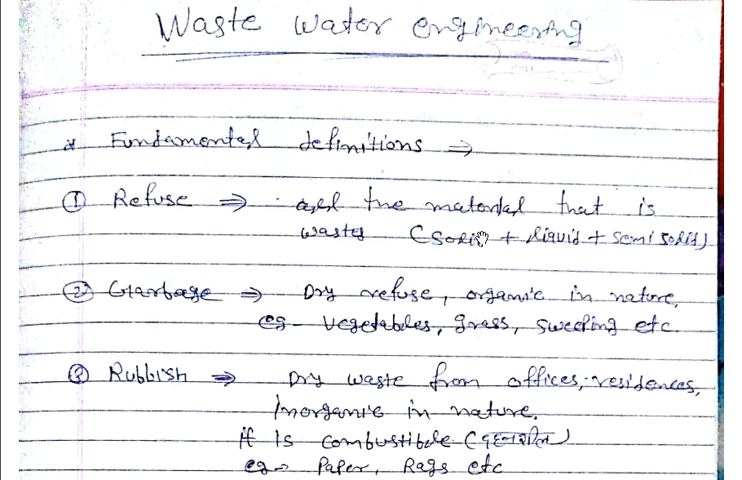 Waste Water engineering
* Fundamental definitions ⇒
① Refuse ⇒ all the material that is
waste (Solid + liquid + semi solid)
② Garbage ⇒ Dry refuse, organic in nature,
eg - Vegetables, grass, sweeping etc.
③ Rubbish ⇒ Dry waste from offices, residences,
Inorganic in nature.
it is combustible (दहनशील)
eg → Paper, Rags etc